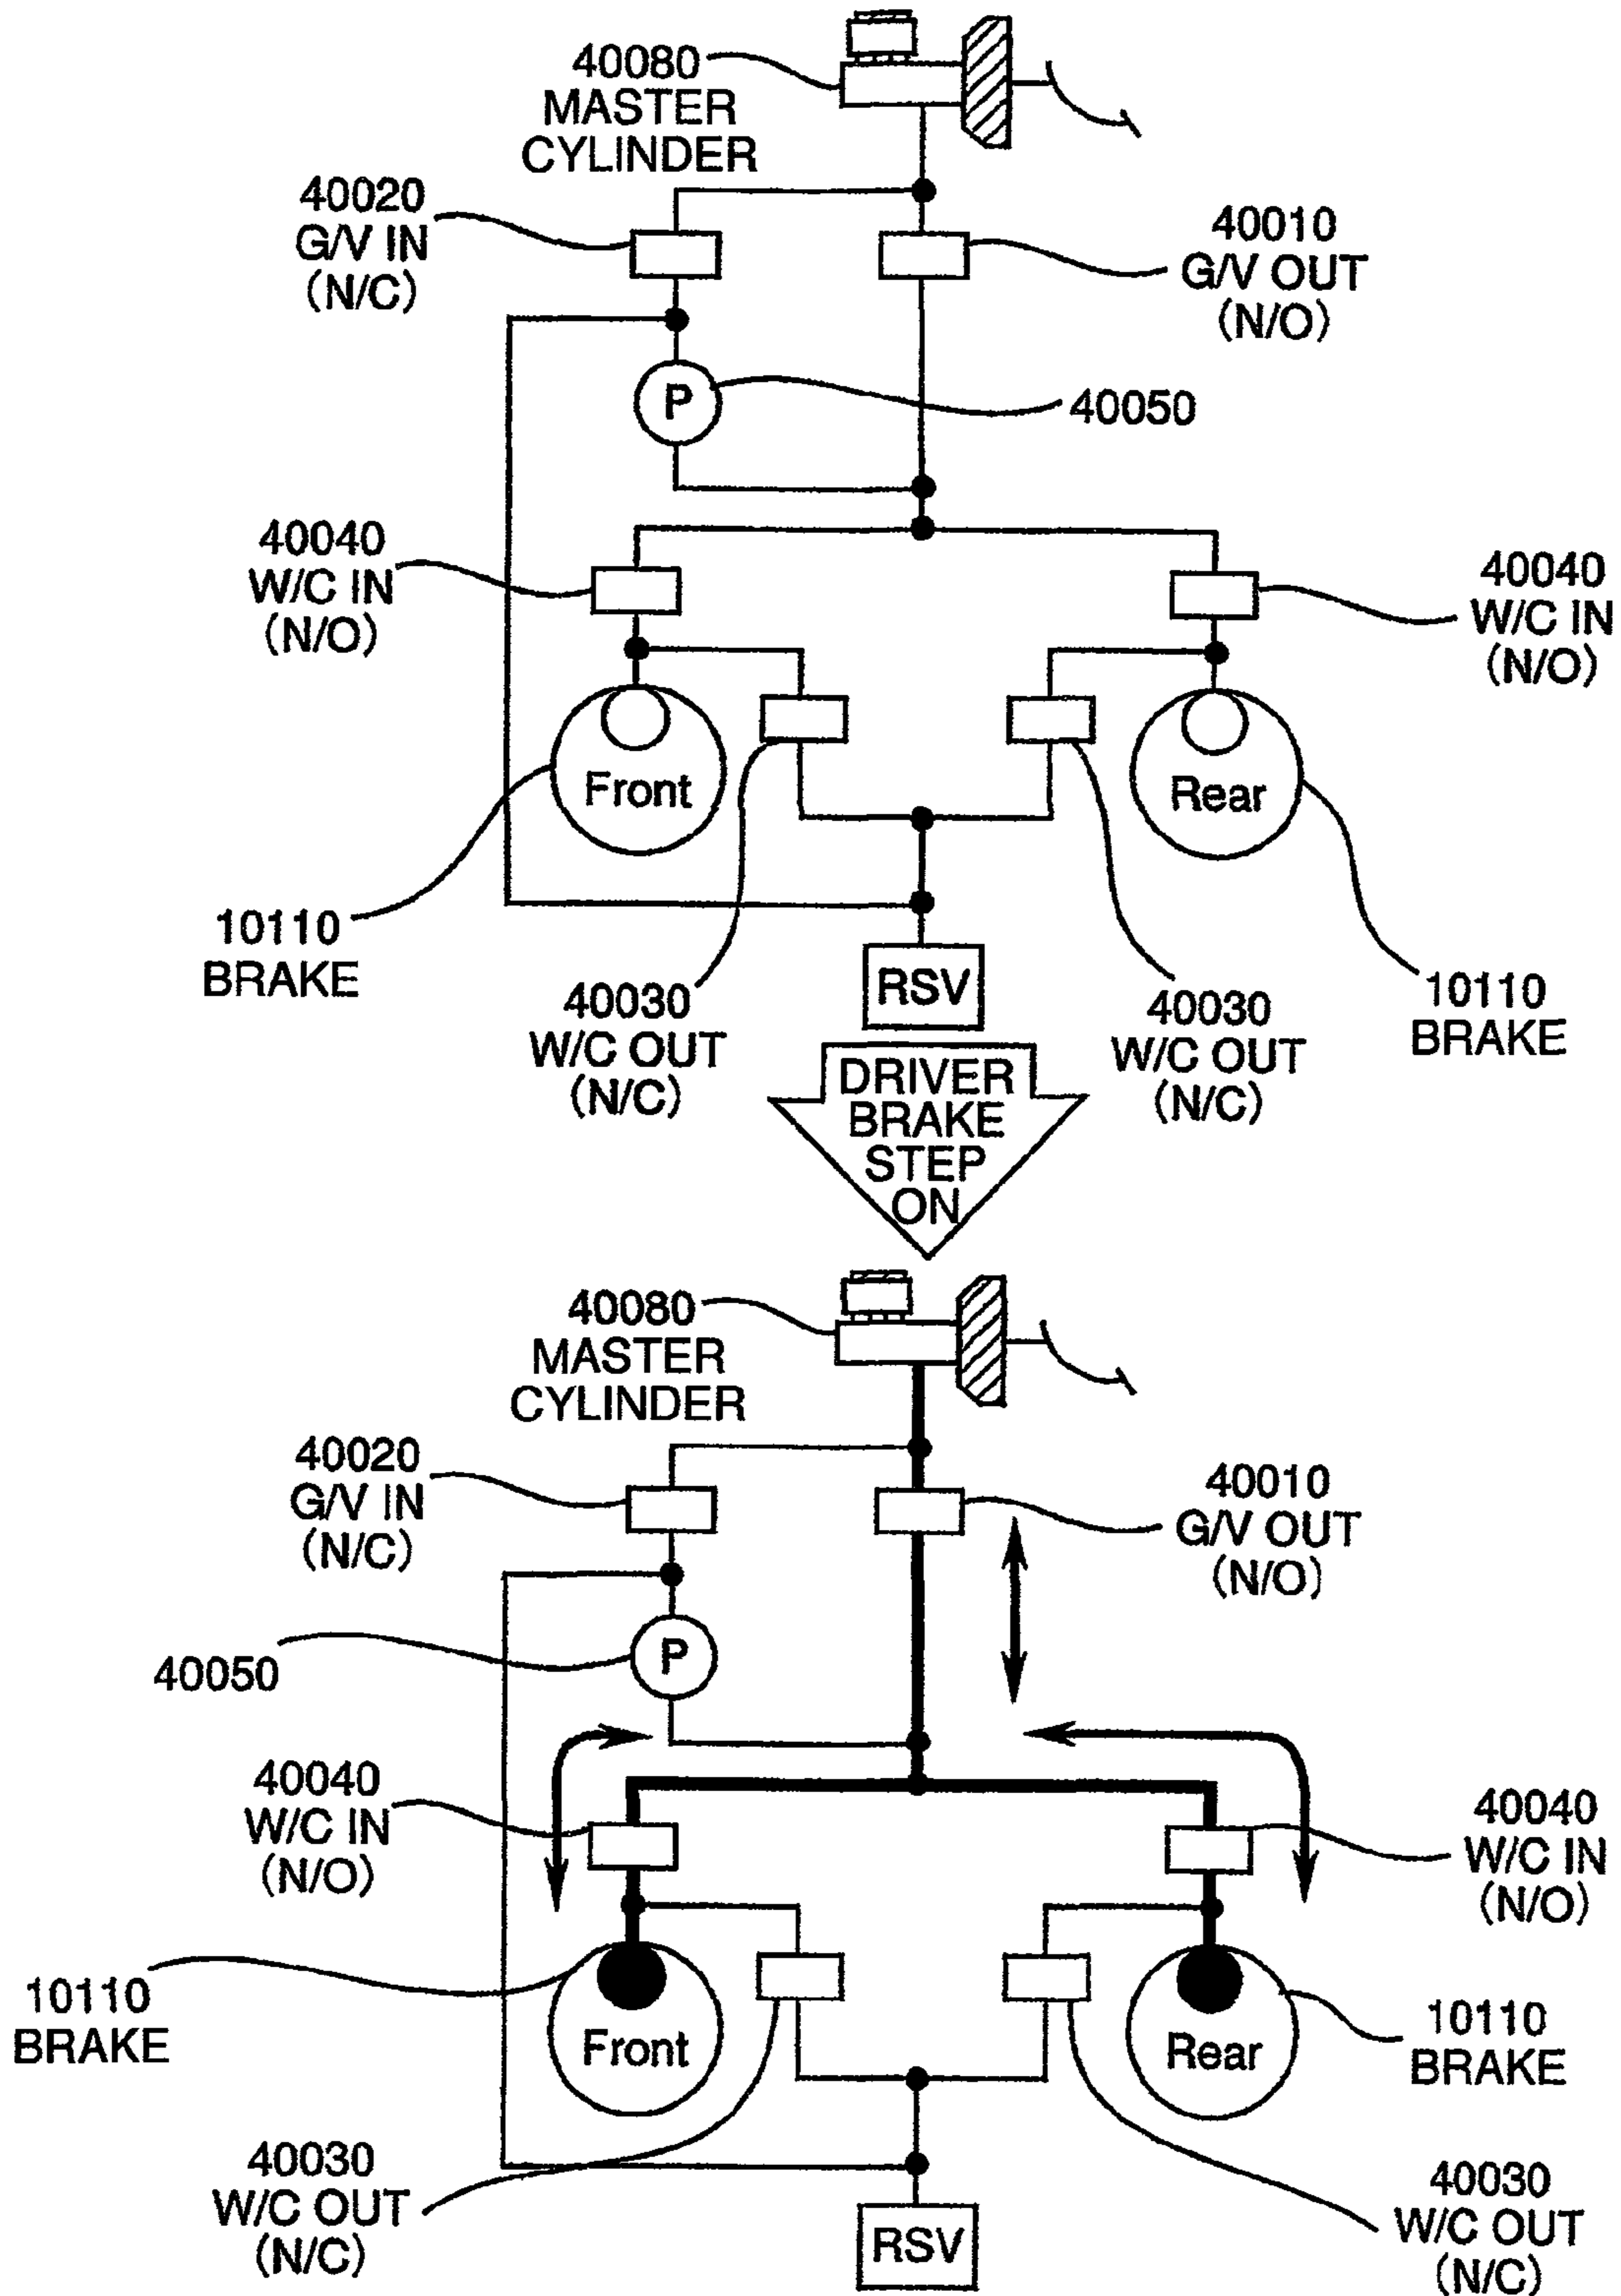 40080
MASTER
CYLINDER
40020
G/V IN
(N/C)
40010
G/V OUT
(N/O)
P
40050
40040
W/C IN
(N/O)
40040
W/C IN
(N/O)
Front
Rear
10110
BRAKE
40030
W/C OUT
(N/C)
RSV
40030
W/C OUT
(N/C)
10110
BRAKE
DRIVER
BRAKE
STEP
ON
40080
MASTER
CYLINDER
40020
G/V IN
(N/C)
40010
G/V OUT
(N/O)
40050
P
40040
W/C IN
(N/O)
40040
W/C IN
(N/O)
10110
BRAKE
Front
Rear
10110
BRAKE
40030
W/C OUT
(N/C)
RSV
40030
W/C OUT
(N/C)